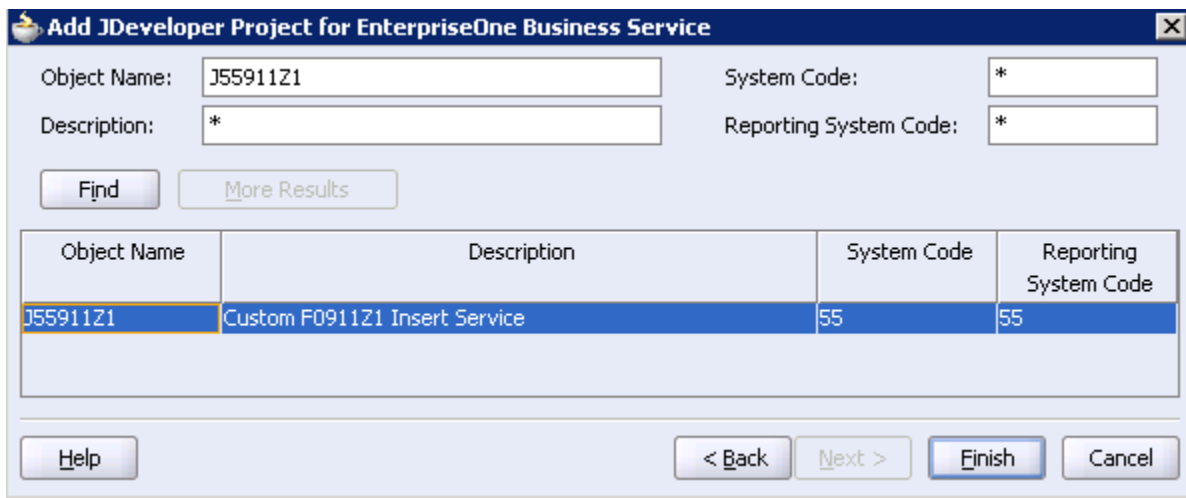 Add JDeveloper Project for EnterpriseOne Business Service
Object Name: J55911Z1 System Code: *
Description: * Reporting System Code: *
Find More Results
Object Name Description System Code Reporting System Code
J55911Z1 Custom F0911Z1 Insert Service 55 55
Help < Back Next > Finish Cancel